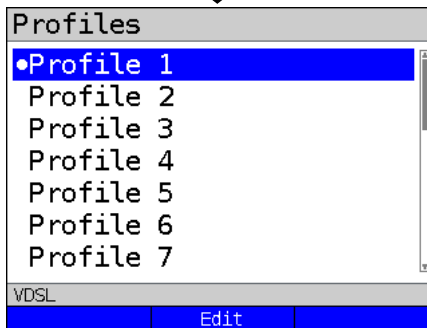 Profiles
●Profile 1
Profile 2
Profile 3
Profile 4
Profile 5
Profile 6
Profile 7
VDSL
Edit